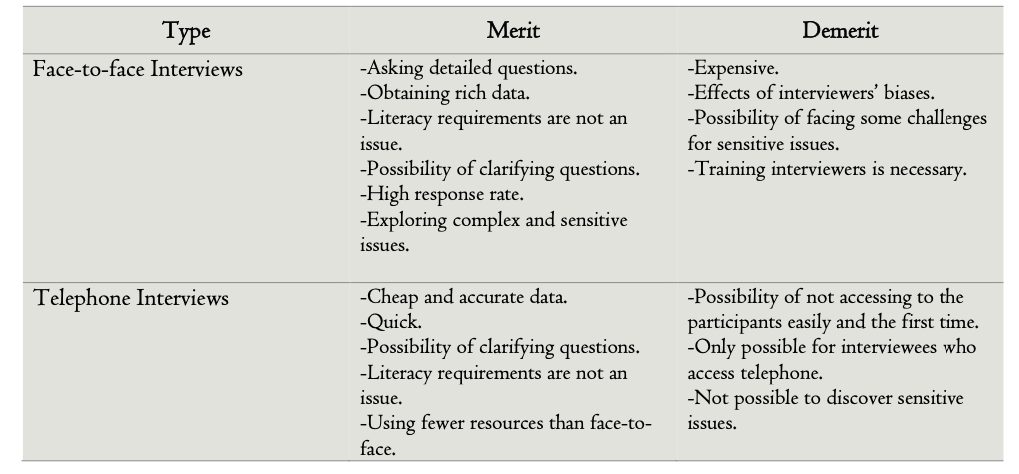 Type Merit Demerit
Face-to-face Interviews
-Asking detailed questions.
-Obtaining rich data.
-Literacy requirements are not an
issue.
-Possibility of clarifying questions.
-High response rate.
-Exploring complex and sensitive
issues.
-Expensive.
-Effects of interviewers' biases.
-Possibility of facing some challenges
for sensitive issues.
-Training interviewers is necessary.
Telephone Interviews
-Cheap and accurate data.
-Quick.
-Possibility of clarifying questions.
-Literacy requirements are not an
issue.
-Using fewer resources than face-to-
face.
-Possibility of not accessing to the
participants easily and the first time.
-Only possible for interviewees who
access telephone.
-Not possible to discover sensitive
issues.